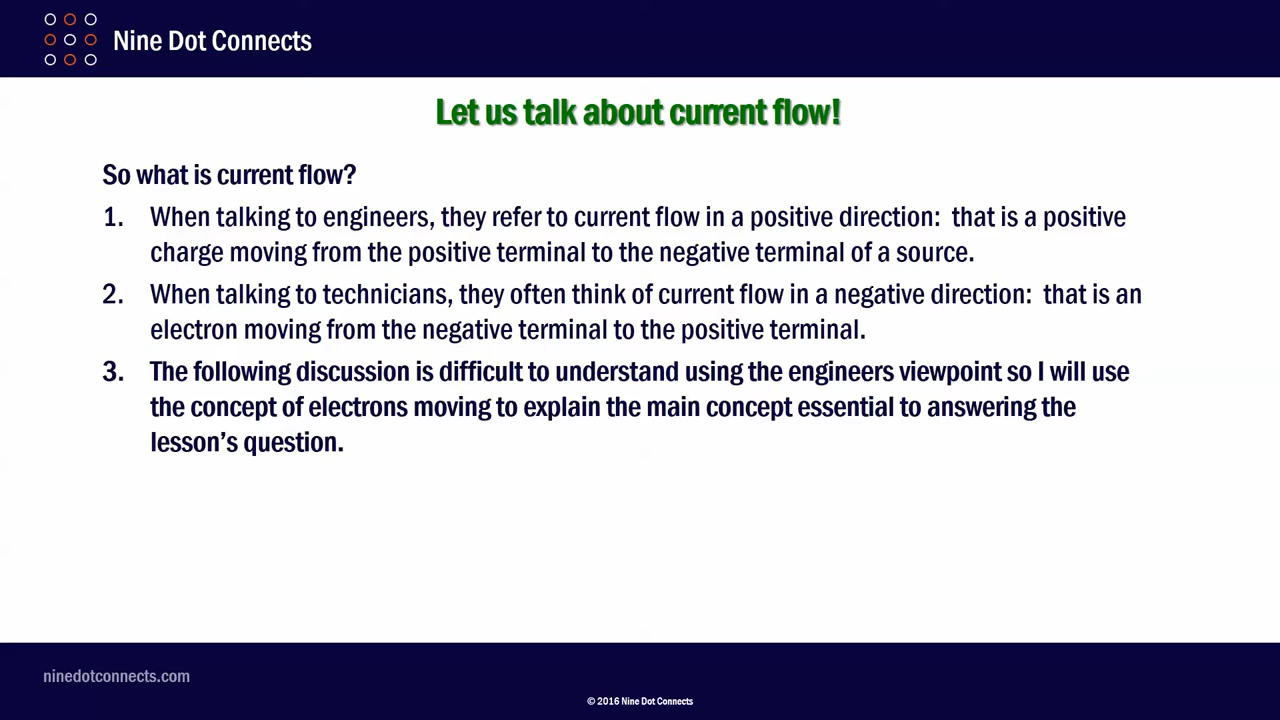 Nine Dot Connects
Let us talk about current flow!
So what is current flow?
1. When talking to engineers, they refer to current flow in a positive direction:  that is a positive
charge moving from the positive terminal to the negative terminal of a source.
2. When talking to technicians, they often think of current flow in a negative direction:  that is an
electron moving from the negative terminal to the positive terminal.
3. The following discussion is difficult to understand using the engineers viewpoint so I will use
the concept of electrons moving to explain the main concept essential to answering the
lesson’s question.
ninedotconnects.com
© 2016 Nine Dot Connects